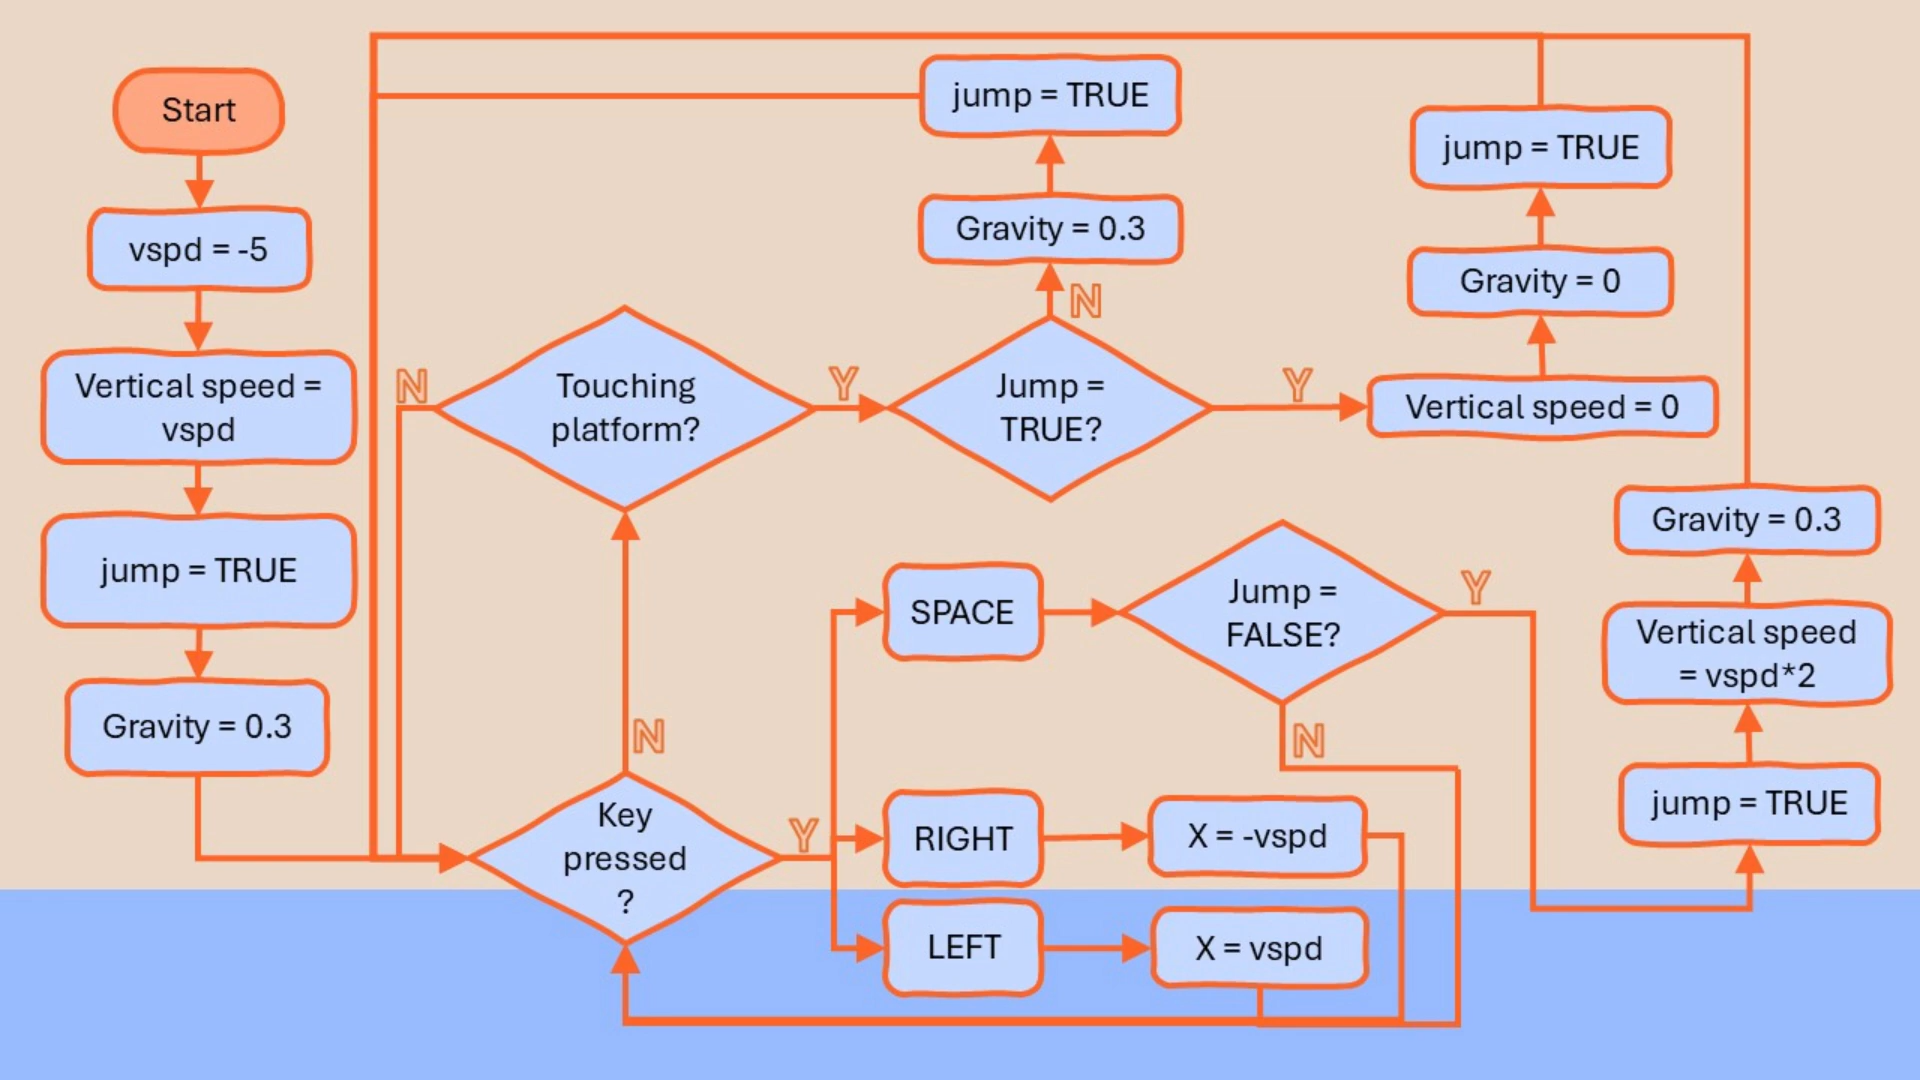 Start
vspd = -5
Vertical speed =
vspd
jump = TRUE
Gravity = 0.3
Key
pressed
?
N
Touching
platform?
N
Y
Jump =
TRUE?
N
Gravity = 0.3
jump = TRUE
Y
Vertical speed = 0
Gravity = 0
jump = TRUE
Y
SPACE
Jump =
FALSE?
N
Y
jump = TRUE
Vertical speed
= vspd*2
Gravity = 0.3
RIGHT
X = -vspd
LEFT
X = vspd